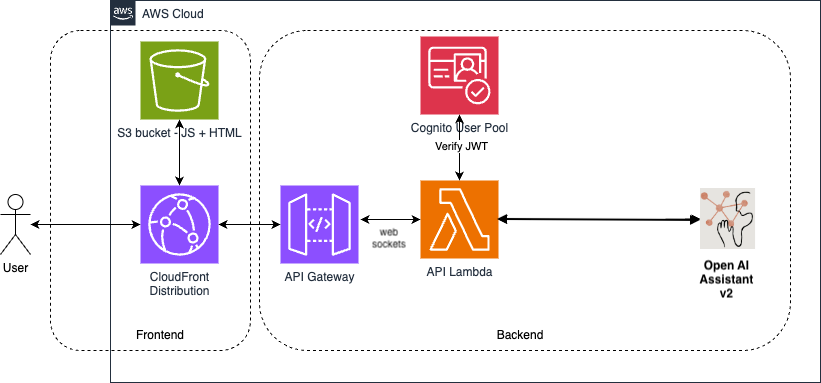 aws
AWS Cloud
S3 bucket - JS + HTML
Cognito User Pool
Verify JWT
web
sockets
User
CloudFront
Distribution
API Gateway
API Lambda
Open AI
Assistant
v2
Frontend
Backend